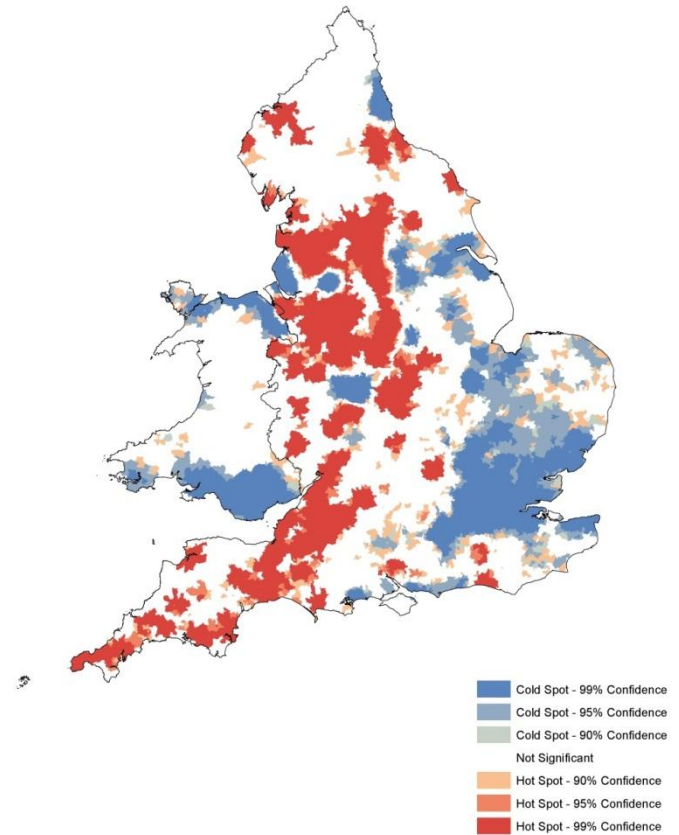 Cold Spot - 99% Confidence
Cold Spot - 95% Confidence
Cold Spot - 90% Confidence
Not Significant
Hot Spot - 90% Confidence
Hot Spot - 95% Confidence
Hot Spot - 99% Confidence